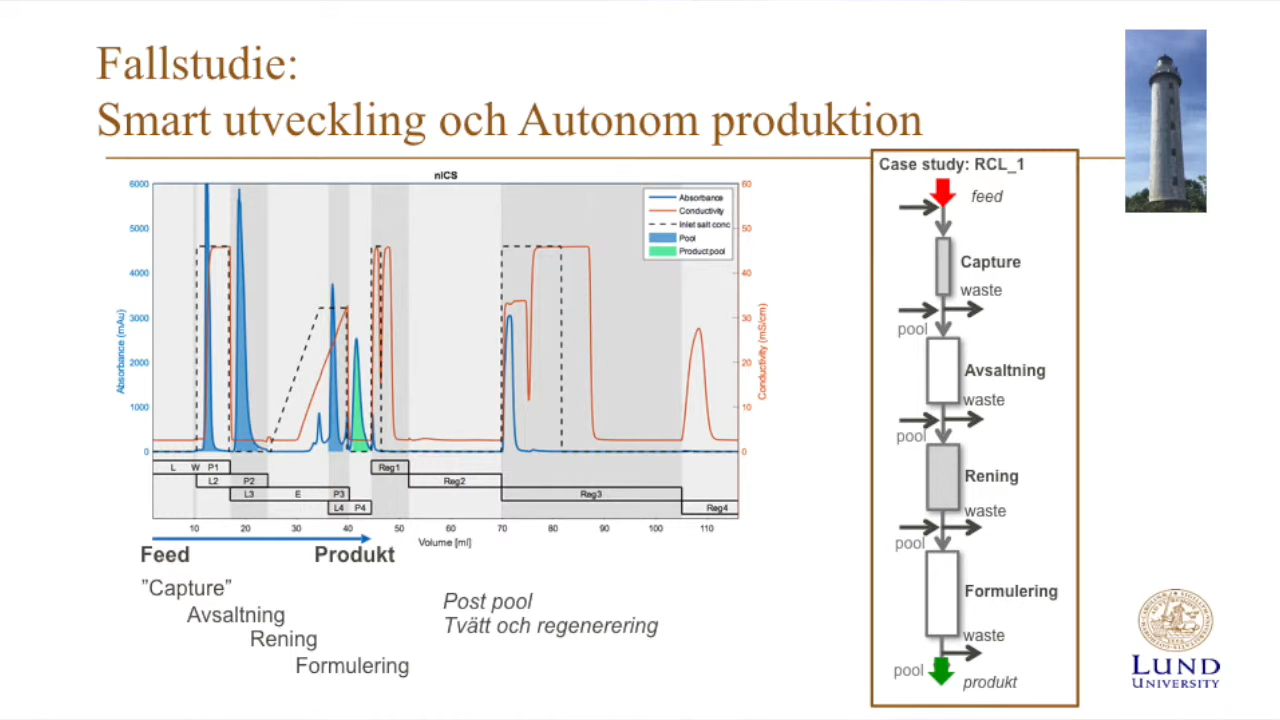 Fallstudie:
Smart utveckling och Autonom produktion
nICS
6000
5000
4000
3000
2000
1000
0
Absorbance (mAu)
60
50
40
30
20
10
0
Conductivity (mS/cm)
Absorbance
Conductivity
Inlet salt conc
Pool
Product pool
L W P1
L2 P2
L3 E P3
L4 P4
Reg1
Reg2
Reg3
Reg4
10 20 30 40 50 60 70 80 90 100 110
Volume [ml]
Feed
Produkt
"Capture"
Avsaltning
Rening
Formulering
Post pool
Tvätt och regenerering
Case study: RCL_1
feed
Capture
waste
pool
Avsaltning
waste
pool
Rening
waste
pool
Formulering
waste
pool
produkt
LUND
UNIVERSITY